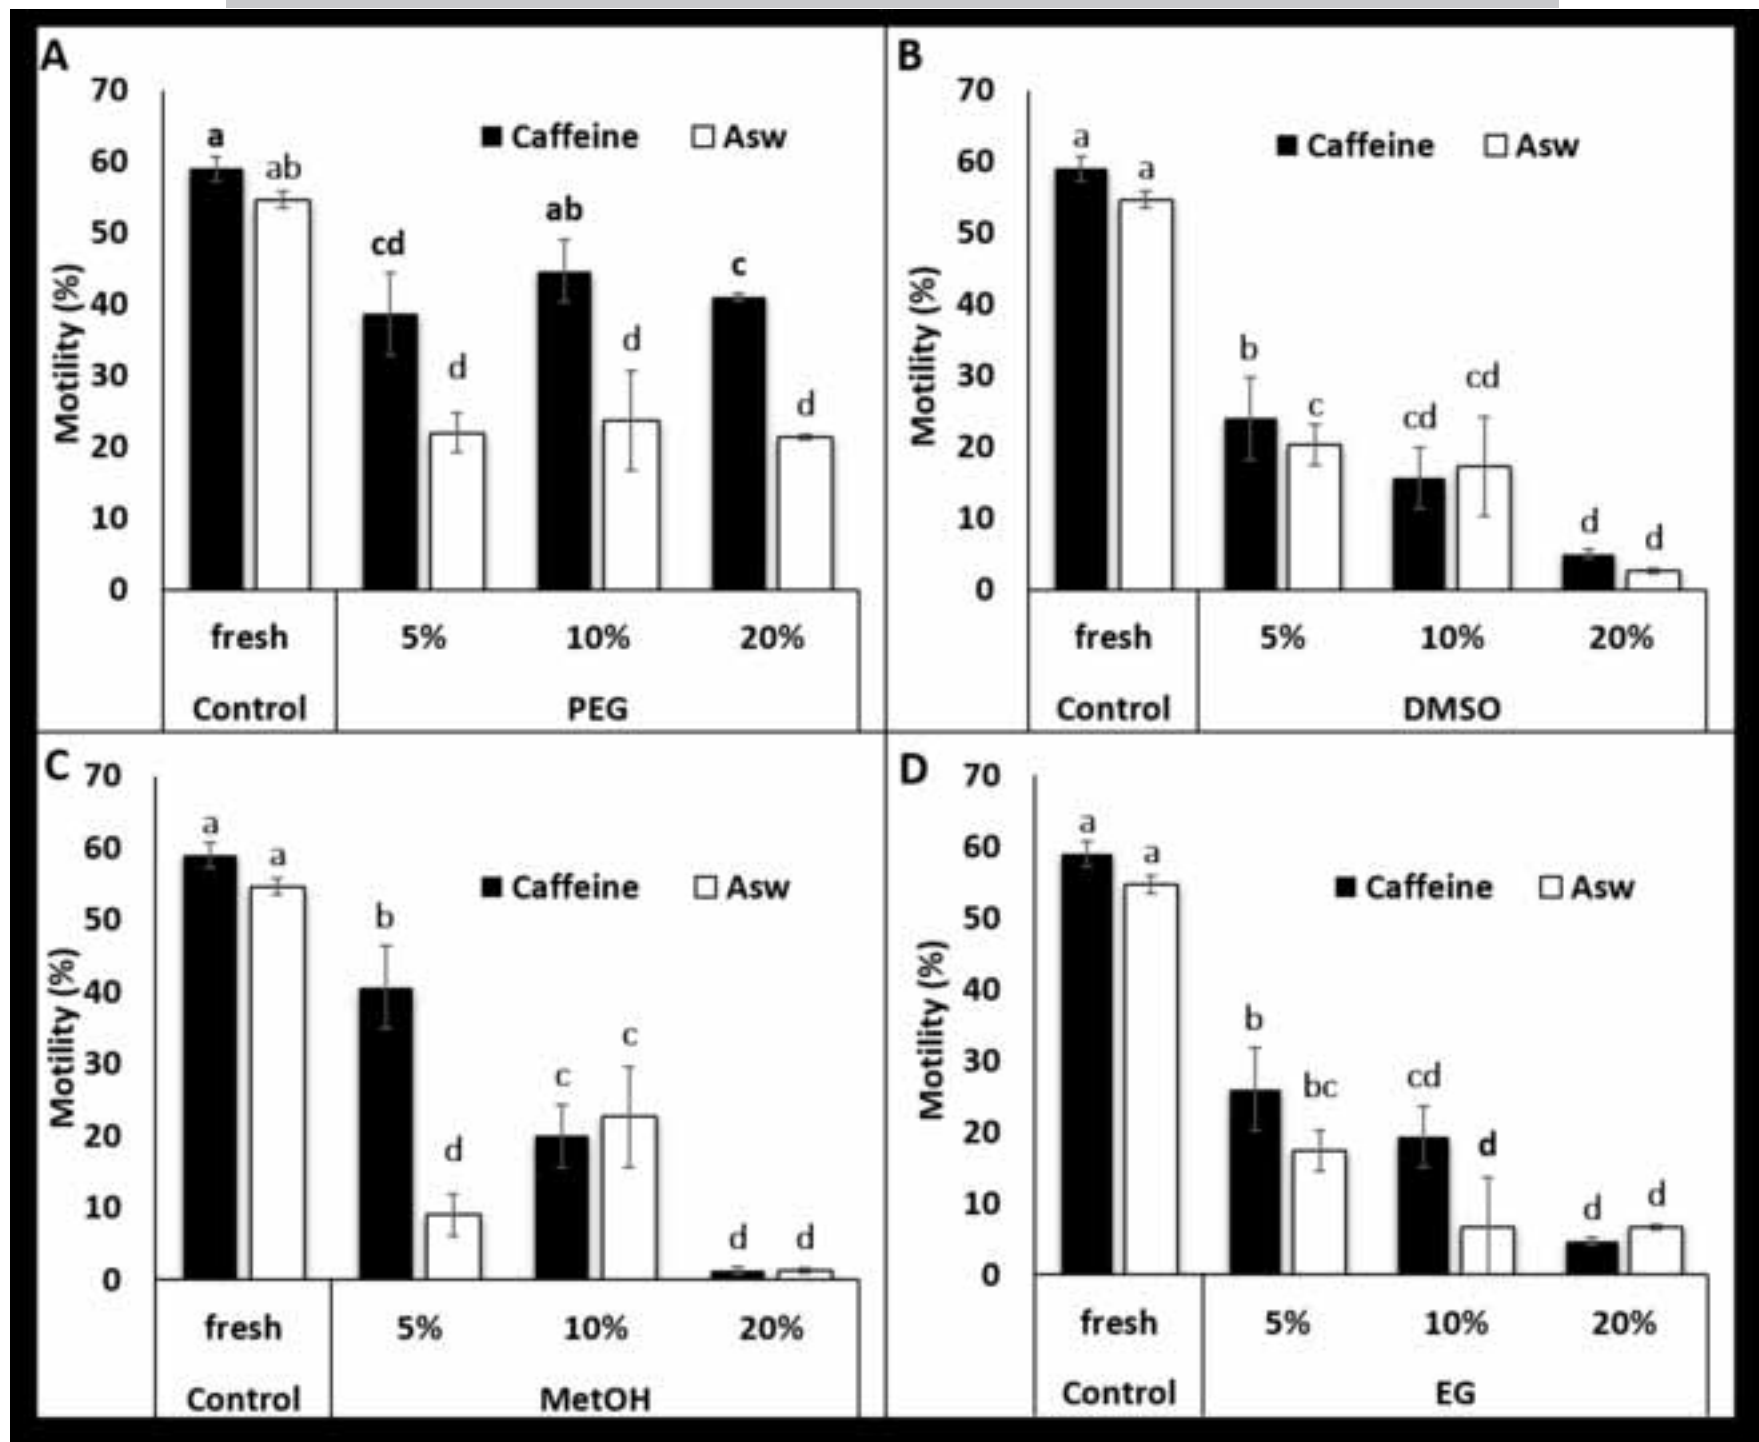 A
70
60
50
40
30
20
10
0
Motility (%)
Caffeine Asw
a ab cd d ab d c d
fresh 5% 10% 20%
Control PEG
B
70
60
50
40
30
20
10
0
Motility (%)
Caffeine Asw
a a b c cd cd d d
fresh 5% 10% 20%
Control DMSO
C
70
60
50
40
30
20
10
0
Motility (%)
Caffeine Asw
a a b d c c d d
fresh 5% 10% 20%
Control MetOH
D
70
60
50
40
30
20
10
0
Motility (%)
Caffeine Asw
a a b bc cd d d d
fresh 5% 10% 20%
Control EG